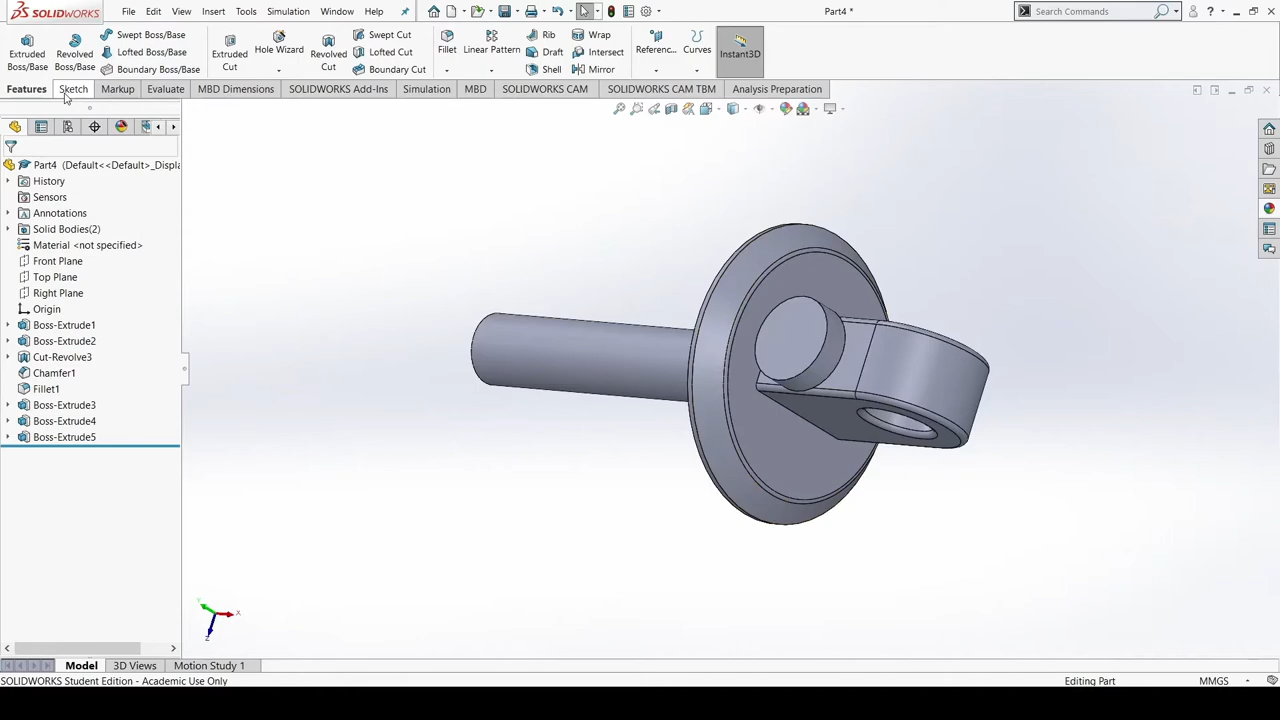 SOLIDWORKS File Edit View Insert Tools Simulation Window Help Part4 * Search Commands
Extruded Boss/Base Revolved Boss/Base Swept Boss/Base Lofted Boss/Base Boundary Boss/Base Extruded Cut Hole Wizard Revolved Cut Swept Cut Lofted Cut Boundary Cut Fillet Linear Pattern Rib Draft Shell Wrap Intersect Mirror Referenc... Curves Instant3D
Features Sketch Markup Evaluate MBD Dimensions SOLIDWORKS Add-Ins Simulation MBD SOLIDWORKS CAM SOLIDWORKS CAM TBM Analysis Preparation
Part4 (Default<<Default>_Displa
History
Sensors
Annotations
Solid Bodies(2)
Material <not specified>
Front Plane
Top Plane
Right Plane
Origin
Boss-Extrude1
Boss-Extrude2
Cut-Revolve3
Chamfer1
Fillet1
Boss-Extrude3
Boss-Extrude4
Boss-Extrude5
Y X
Z
Model 3D Views Motion Study 1
SOLIDWORKS Student Edition - Academic Use Only Editing Part MMGS